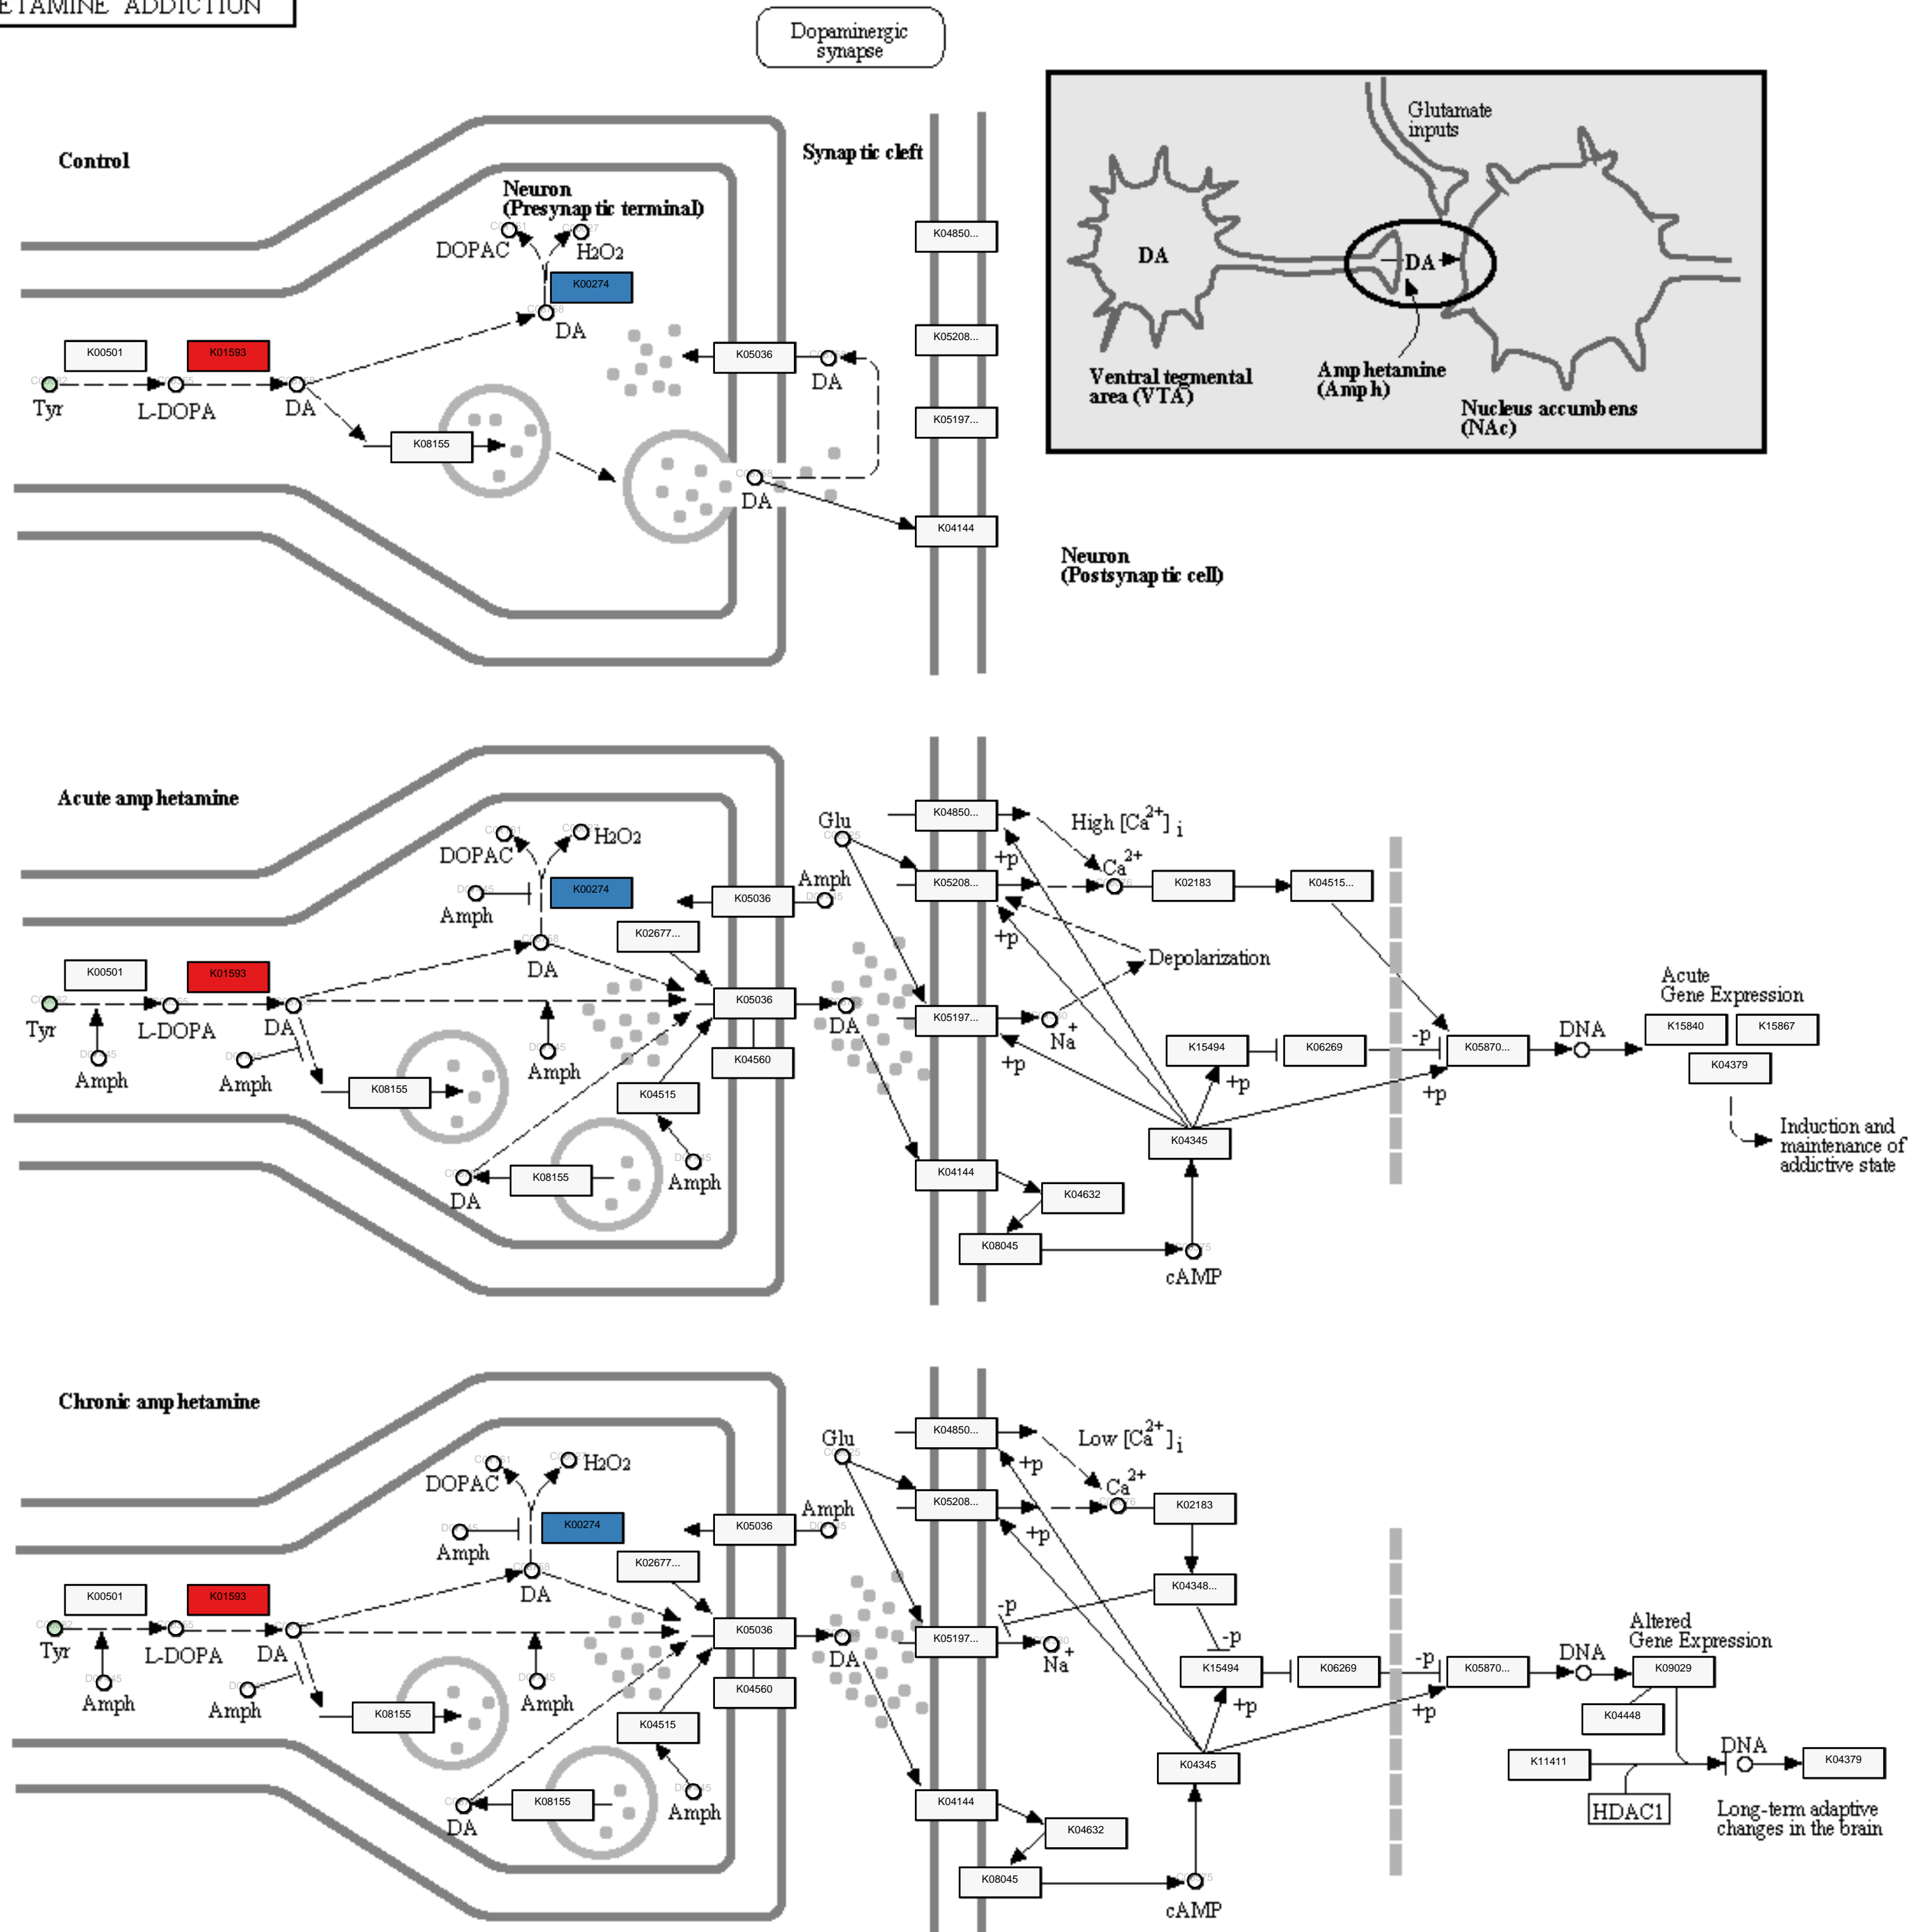 ETAMINE ADDICTION
Dopaminergic
synapse
Control
Synaptic cleft
Neuron
(Presynaptic terminal)
DOPAC
H2O2
K00274
DA
K00501
K01593
Tyr
L-DOPA
DA
K08155
K05036
DA
DA
K04850...
K05208...
K05197...
K04144
Neuron
(Postsynaptic cell)
Glutamate
inputs
DA
DA
Ventral tegmental
area (VTA)
Amphetamine
(Amph)
Nucleus accumbens
(NAc)
Acute amphetamine
DOPAC
H2O2
Amph
K00274
DA
K00501
K01593
Tyr
L-DOPA
DA
Amph
Amph
Amph
K08155
K02677...
K05036
Amph
K05036
K04560
K04515
Amph
K08155
DA
DA
Glu
K04850...
K05208...
K05197...
K04144
K04632
K08045
cAMP
K04345
High [Ca2+]i
Ca2+
K02183
K04515...
Depolarization
Na+
+p
+p
+p
+p
+p
-p
K15494
K06269
K05870...
DNA
Acute
Gene Expression
K15840
K15867
K04379
Induction and
maintenance of
addictive state
Chronic amphetamine
DOPAC
H2O2
Amph
K00274
DA
K00501
K01593
Tyr
L-DOPA
DA
Amph
Amph
Amph
K08155
K02677...
K05036
Amph
K05036
K04560
K04515
Amph
K08155
DA
DA
Glu
K04850...
K05208...
K05197...
K04144
K04632
K08045
cAMP
K04345
Low [Ca2+]i
Ca2+
K02183
K04348...
Na+
+p
+p
-p
-p
+p
-p
+p
K15494
K06269
K05870...
DNA
Altered
Gene Expression
K09029
K04448
K11411
HDAC1
DNA
K04379
Long-term adaptive
changes in the brain